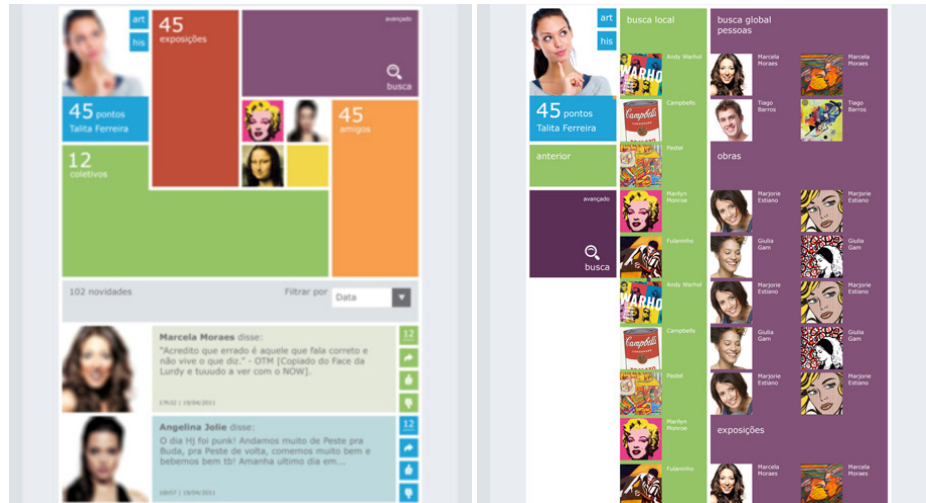 art
his
45
exposições
avançado
busca
45 pontos
Talita Ferreira
45
amigos
12
coletivos
102 novidades
Filtrar por
Data
Marcela Moraes disse:
"Acredito que errado é aquele que fala correto e
não vive o que diz." - OTM [Copiado do Face da
Lurdy e tuuudo a ver com o NOW].
17h32 | 19/04/2011
12
Angelina Jolie disse:
O dia Hj foi punk! Andamos muito de Peste pra
Buda, pra Peste de volta, comemos muito bem e
bebemos bem tb! Amanha ultimo dia em...
16h57 | 19/04/2011
12
art
his
45 pontos
Talita Ferreira
anterior
avançado
busca
busca local
Andy Warhol
WARHO
Campbells
Campbell's
Pastel
Marilyn
Monroe
Fulaninho
Andy Warhol
WARHO
Campbells
Campbell's
Pastel
Marilyn
Monroe
Fulaninho
busca global
pessoas
Marcela
Moraes
Marcela
Moraes
Tiago
Barros
Tiago
Barros
obras
Marjorie
Estiano
Marjorie
Estiano
Giulia
Gam
Giulia
Gam
Marjorie
Estiano
Marjorie
Estiano
Giulia
Gam
Giulia
Gam
Marjorie
Estiano
Marjorie
Estiano
exposições
Marcela
Moraes
Marcela
Moraes